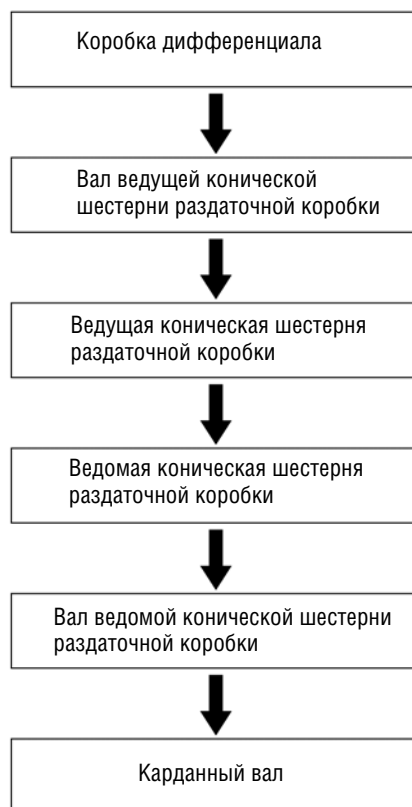 Коробка дифференциала
Вал ведущей конической
шестерни раздаточной коробки
Ведущая коническая шестерня
раздаточной коробки
Ведомая коническая шестерня
раздаточной коробки
Вал ведомой конической шестерни
раздаточной коробки
Карданный вал